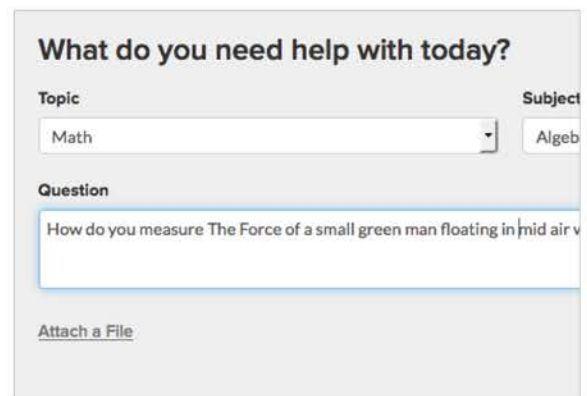 What do you need help with today?
Topic
Subject
Math
Algeb
Question
How do you measure The Force of a small green man floating in mid air
Attach a File